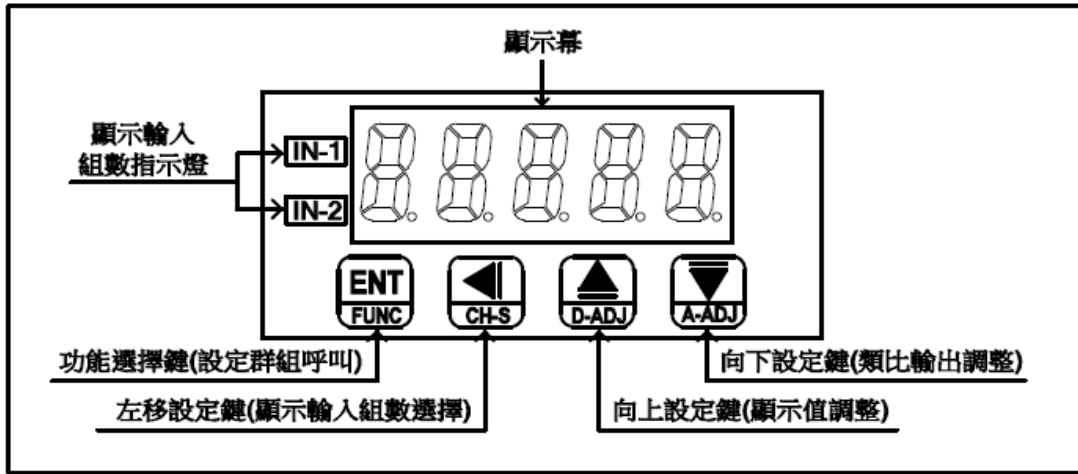 顯示幕
顯示輸入
組數指示燈
IN-1
IN-2
ENT
FUNC
CH-S
D-ADJ
A-ADJ
功能選擇鍵(設定群組呼叫)
向下設定鍵(類比輸出調整)
左移設定鍵(顯示輸入組數選擇)
向上設定鍵(顯示值調整)